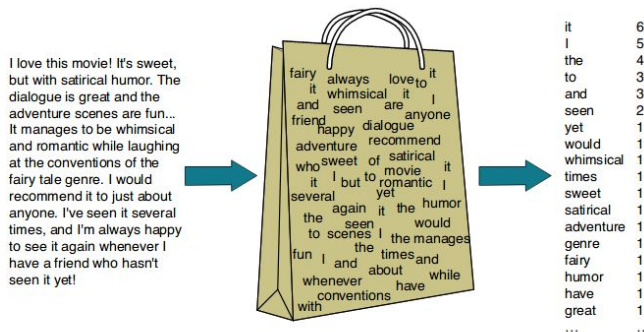 I love this movie! It's sweet,
but with satirical humor. The
dialogue is great and the
adventure scenes are fun...
It manages to be whimsical
and romantic while laughing
at the conventions of the
fairy tale genre. I would
recommend it to just about
anyone. I've seen it several
times, and I'm always happy
to see it again whenever I
have a friend who hasn't
seen it yet!
fairy always love to it
it whimsical it I
and seen are anyone
friend happy dialogue
adventure recommend
who sweet of satirical
it I but to movie romantic it I
several yet
again it the humor
the seen would
to scenes I the manages
the times and
fun I and about while
whenever have
conventions
with
it 6
I 5
the 4
to 3
and 3
seen 2
yet 1
would 1
whimsical 1
times 1
sweet 1
satirical 1
adventure 1
genre 1
fairy 1
humor 1
have 1
great 1
... ...